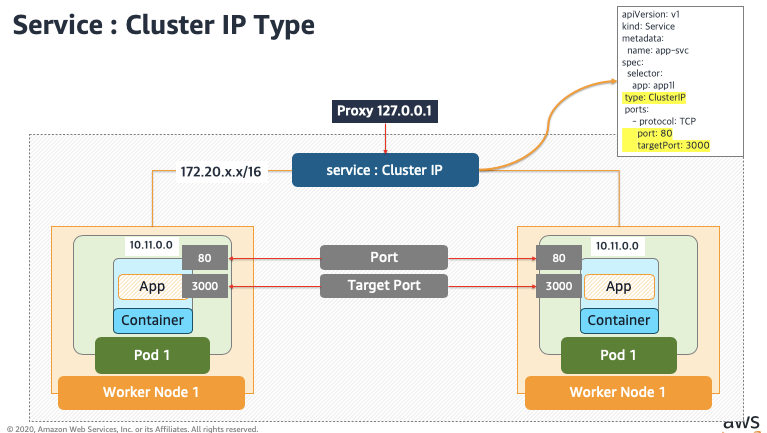 Service : Cluster IP Type
apiVersion: v1
kind: Service
metadata:
name: app-svc
spec:
selector:
app: app1l
type: ClusterIP
ports:
- protocol: TCP
port: 80
targetPort: 3000
Proxy 127.0.0.1
172.20.x.x/16
service : Cluster IP
10.11.0.0
80
3000
App
Container
Pod 1
Worker Node 1
Port
Target Port
10.11.0.0
80
3000
App
Container
Pod 1
Worker Node 1
© 2020, Amazon Web Services, Inc. or its Affiliates. All rights reserved.
aws